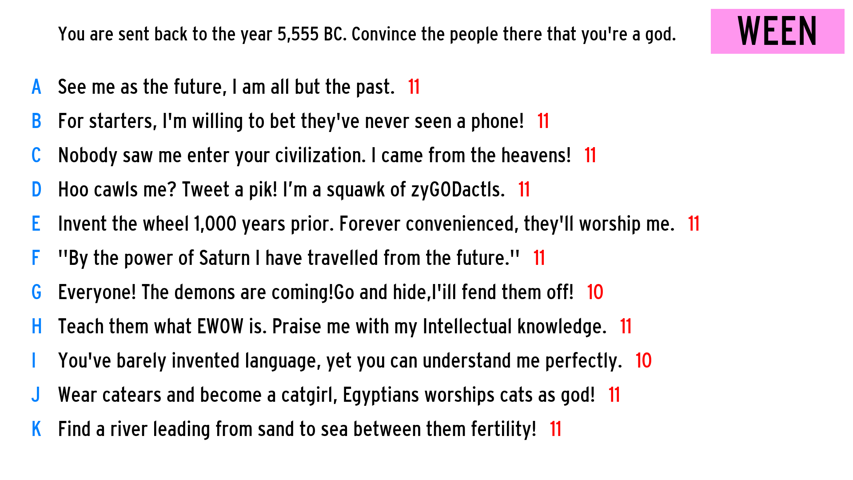 You are sent back to the year 5,555 BC. Convince the people there that you're a god.
WEEN
A See me as the future, I am all but the past. 11
B For starters, I'm willing to bet they've never seen a phone! 11
C Nobody saw me enter your civilization. I came from the heavens! 11
D Hoo cawls me? Tweet a pik! I’m a squawk of zyGODactls. 11
E Invent the wheel 1,000 years prior. Forever convenienced, they'll worship me. 11
F "By the power of Saturn I have travelled from the future." 11
G Everyone! The demons are coming!Go and hide,I'ill fend them off! 10
H Teach them what EWOW is. Praise me with my Intellectual knowledge. 11
I You've barely invented language, yet you can understand me perfectly. 10
J Wear catears and become a catgirl, Egyptians worships cats as god! 11
K Find a river leading from sand to sea between them fertility! 11